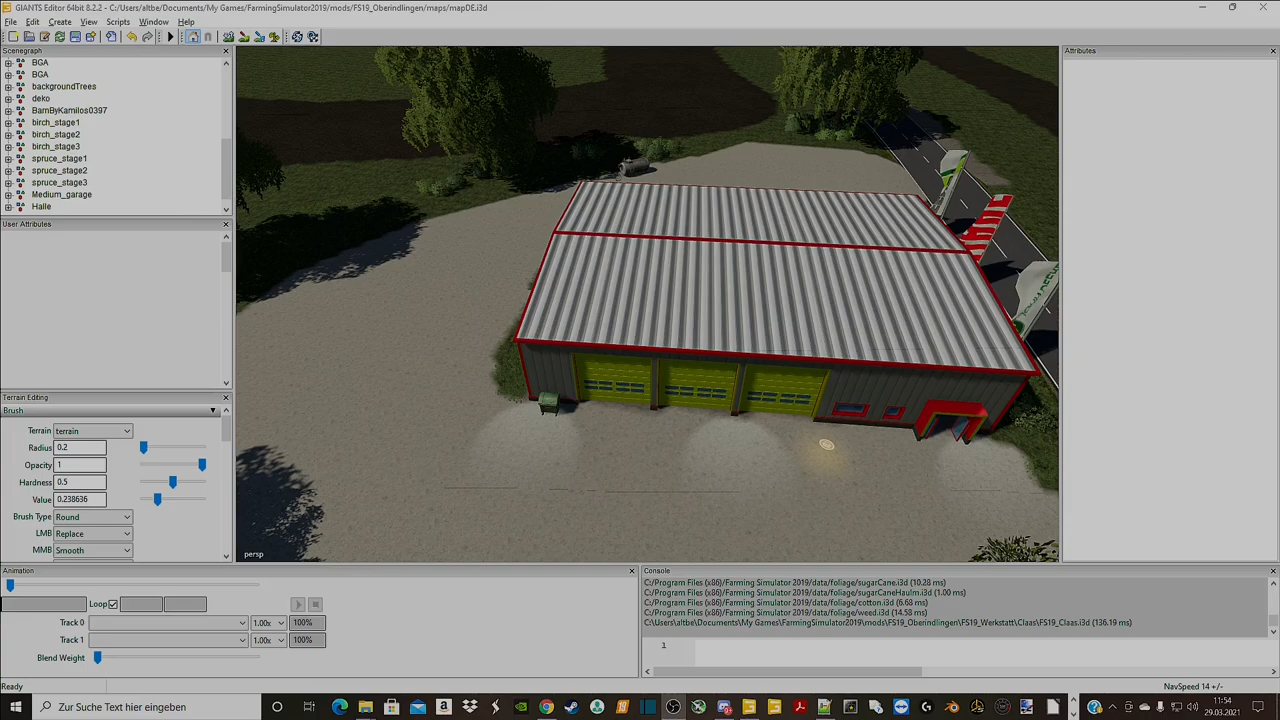 GIANTS Editor 64bit 8.2.2 - C:/Users/altbe/Documents/My Games/FarmingSimulator2019/mods/FS19_Oberindlingen/maps/mapDE.i3d
File Edit Create View Scripts Window Help
Scenegraph
BGA
BGA
backgroundTrees
deko
BarnByKamilos0397
birch_stage1
birch_stage2
birch_stage3
spruce_stage1
spruce_stage2
spruce_stage3
Medium_garage
Halle
User Attributes
Terrain Editing
Brush
Terrain terrain
Radius 0.2
Opacity 1
Hardness 0.5
Value 0.238636
Brush Type Round
LMB Replace
MMB Smooth
persp
Attributes
Animation
Loop
Track 0 1.00x 100%
Track 1 1.00x 100%
Blend Weight
Console
C:/Program Files (x86)/Farming Simulator 2019/data/foliage/sugarCane.i3d (10.28 ms)
C:/Program Files (x86)/Farming Simulator 2019/data/foliage/sugarCaneHaulm.i3d (1.00 ms)
C:/Program Files (x86)/Farming Simulator 2019/data/foliage/cotton.i3d (6.68 ms)
C:/Program Files (x86)/Farming Simulator 2019/data/foliage/weed.i3d (14.53 ms)
C:/Users/altbe/Documents/My Games/FarmingSimulator2019/mods/FS19_Oberindlingen/FS19_Werkstatt/Claas/FS19_Claas.i3d (136.19 ms)
1
Ready
NavSpeed 14 +/-
Zur Suche Text hier eingeben
11:54
29.03.2021